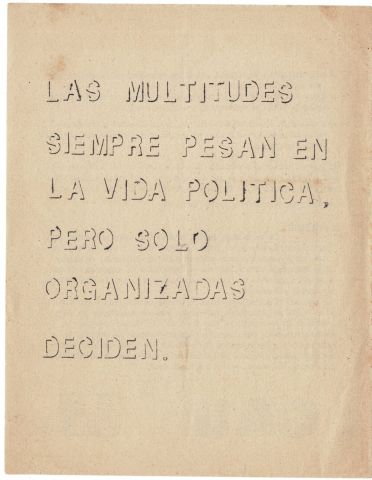 LAS MULTITUDES
SIEMPRE PESAN EN
LA VIDA POLITICA,
PERO SOLO
ORGANIZADAS
DECIDEN.